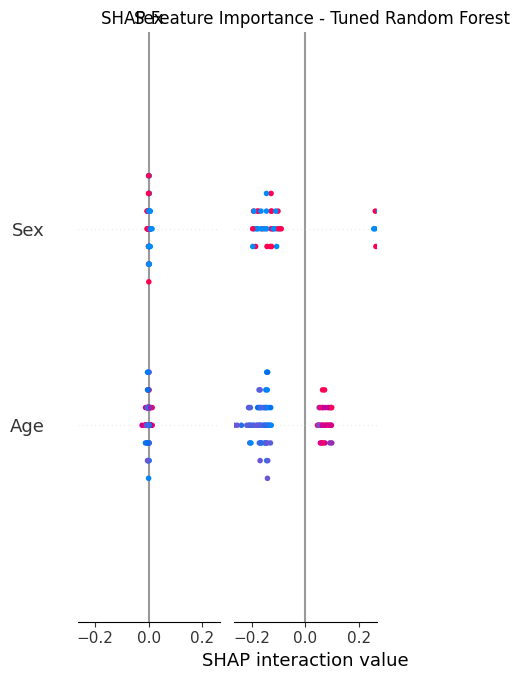 Sex
SHAP Feature Importance - Tuned Random Forest
Sex
Age
−0.2 0.0 0.2 −0.2 0.0 0.2
SHAP interaction value